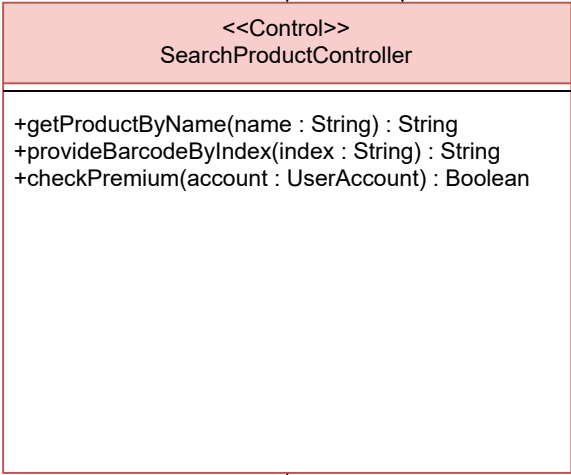 <<Control>>
SearchProductController
+getProductByName(name : String) : String
+provideBarcodeByIndex(index : String) : String
+checkPremium(account : UserAccount) : Boolean